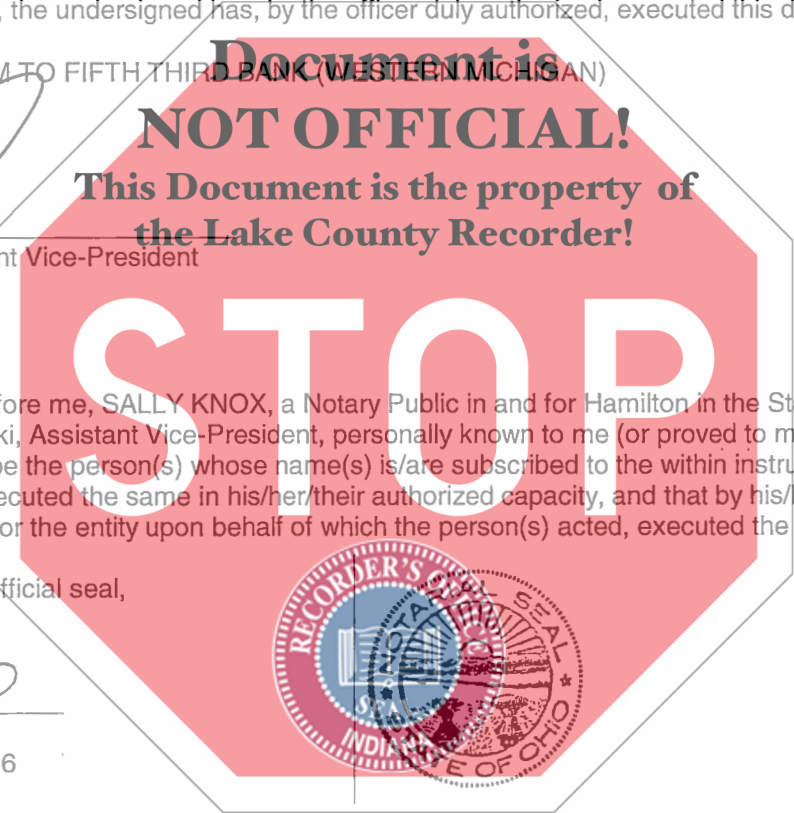 , the undersigned has, by the officer duly authorized, executed this d
Document is
M TO FIFTH THIRD BANK (WESTERN MICHIGAN)
NOT OFFICIAL!
This Document is the property of
the Lake County Recorder!
nt Vice-President
STOP
fore me, SALLY KNOX, a Notary Public in and for Hamilton in the St
ki, Assistant Vice-President, personally known to me (or proved to m
be the person(s) whose name(s) is/are subscribed to the within instru
ecuted the same in his/her/their authorized capacity, and that by his/
or the entity upon behalf of which the person(s) acted, executed the
fficial seal,
RECORDER'S OFFICE
SEAL
INDIANA
NOTARIAL SEAL
STATE OF OHIO
6